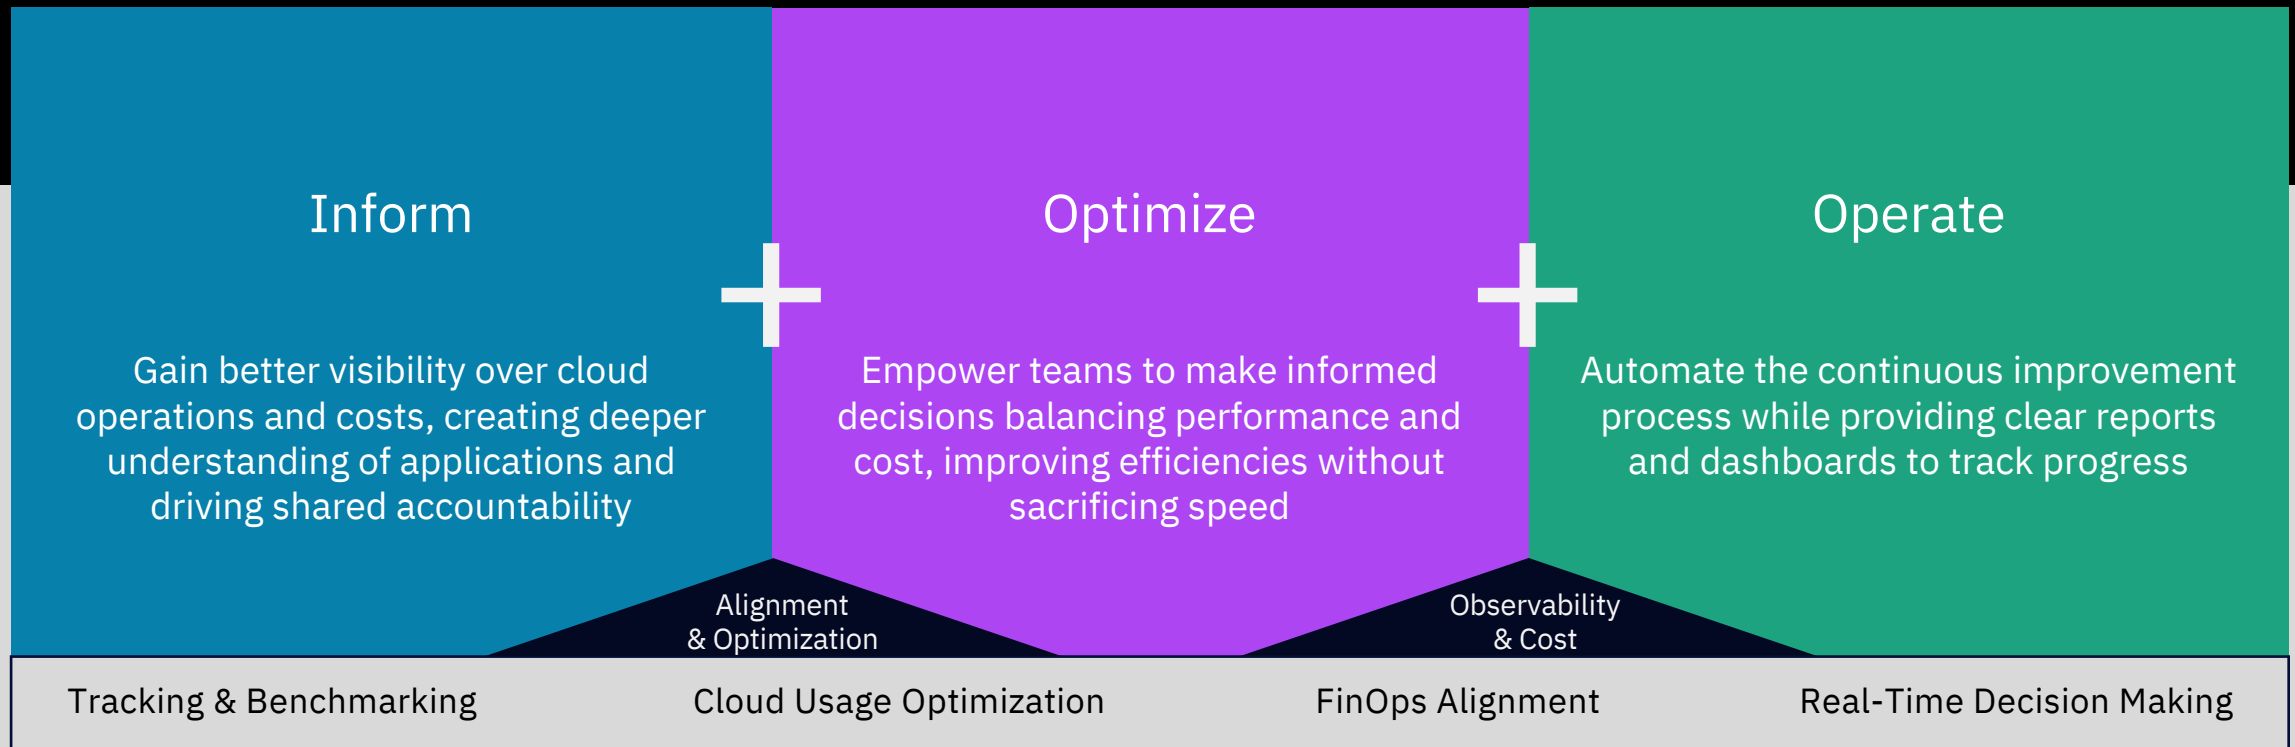 Inform
Gain better visibility over cloud
operations and costs, creating deeper
understanding of applications and
driving shared accountability
Optimize
Empower teams to make informed
decisions balancing performance and
cost, improving efficiencies without
sacrificing speed
Operate
Automate the continuous improvement
process while providing clear reports
and dashboards to track progress
Alignment
& Optimization
Observability
& Cost
Tracking & Benchmarking
Cloud Usage Optimization
FinOps Alignment
Real-Time Decision Making